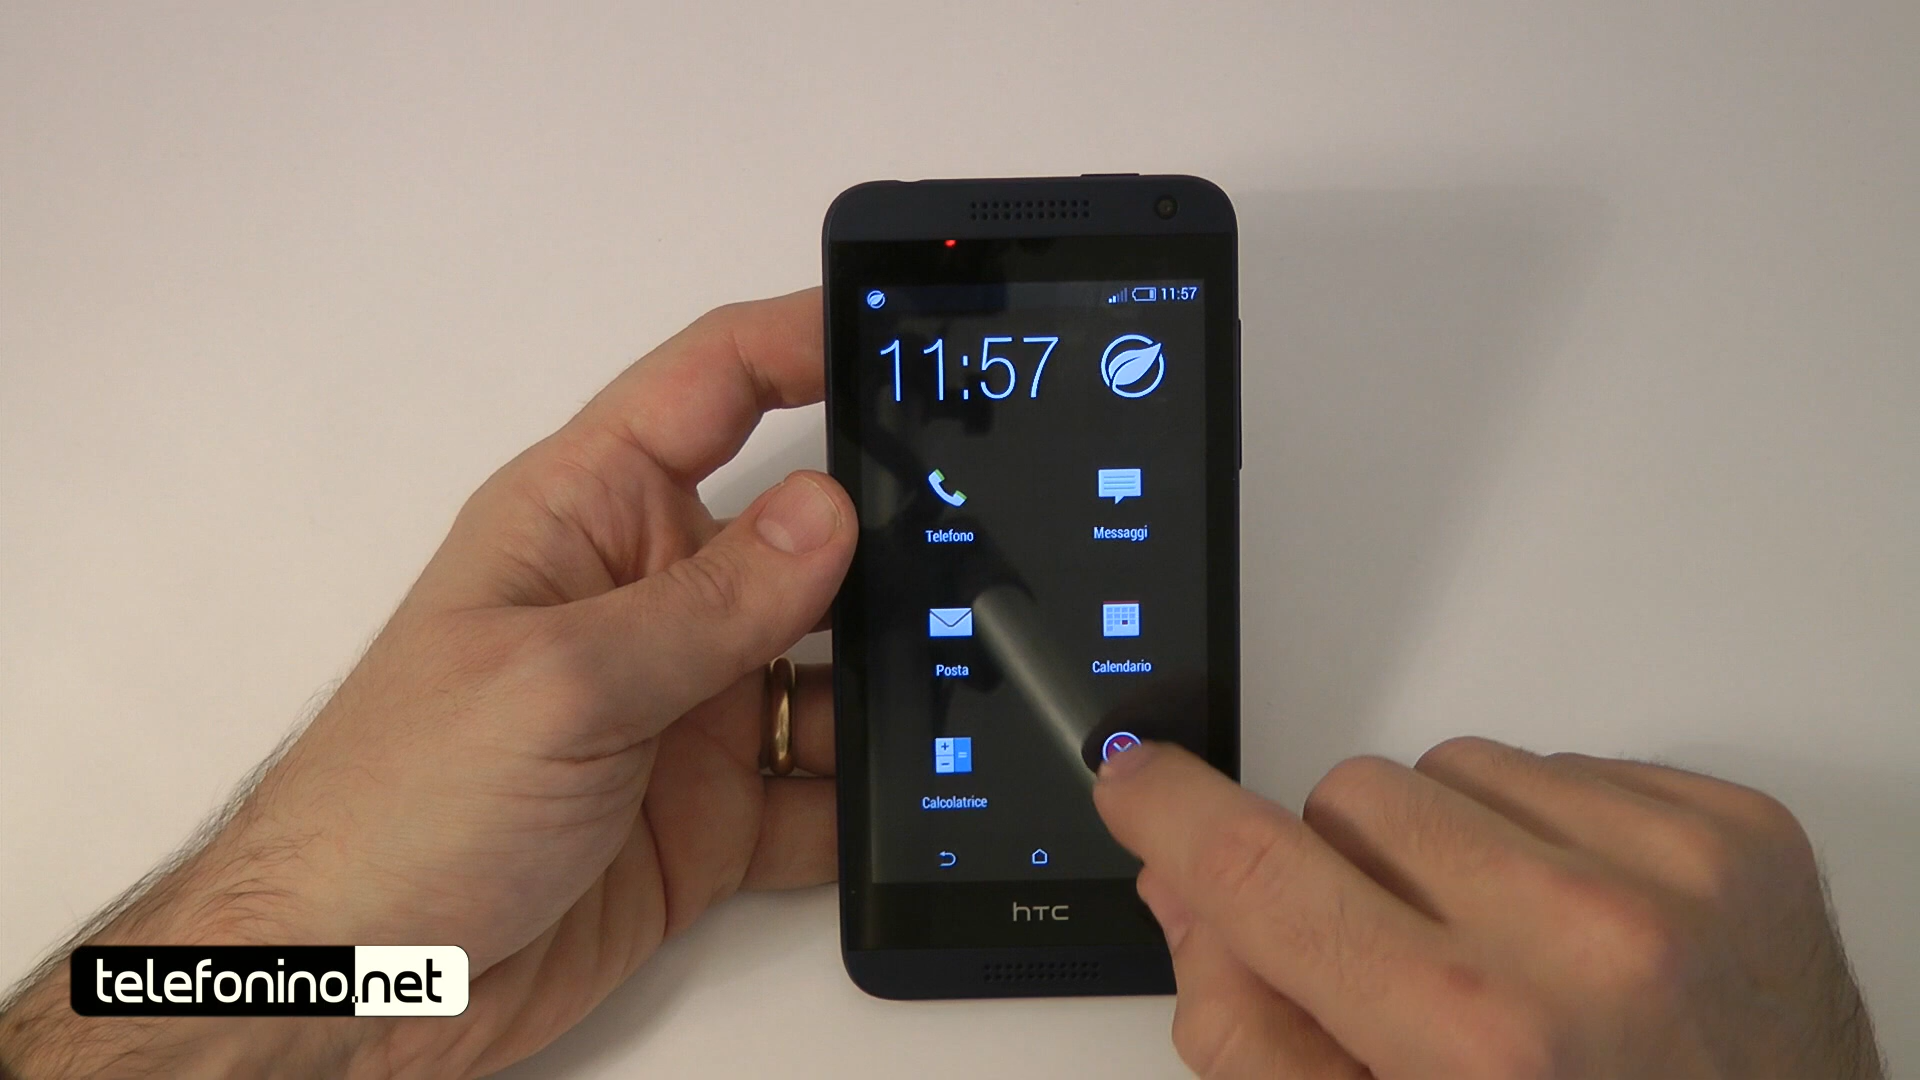 11:57
11:57
Telefono
Messaggi
Posta
Calendario
Calcolatrice
hTC
telefonino.net